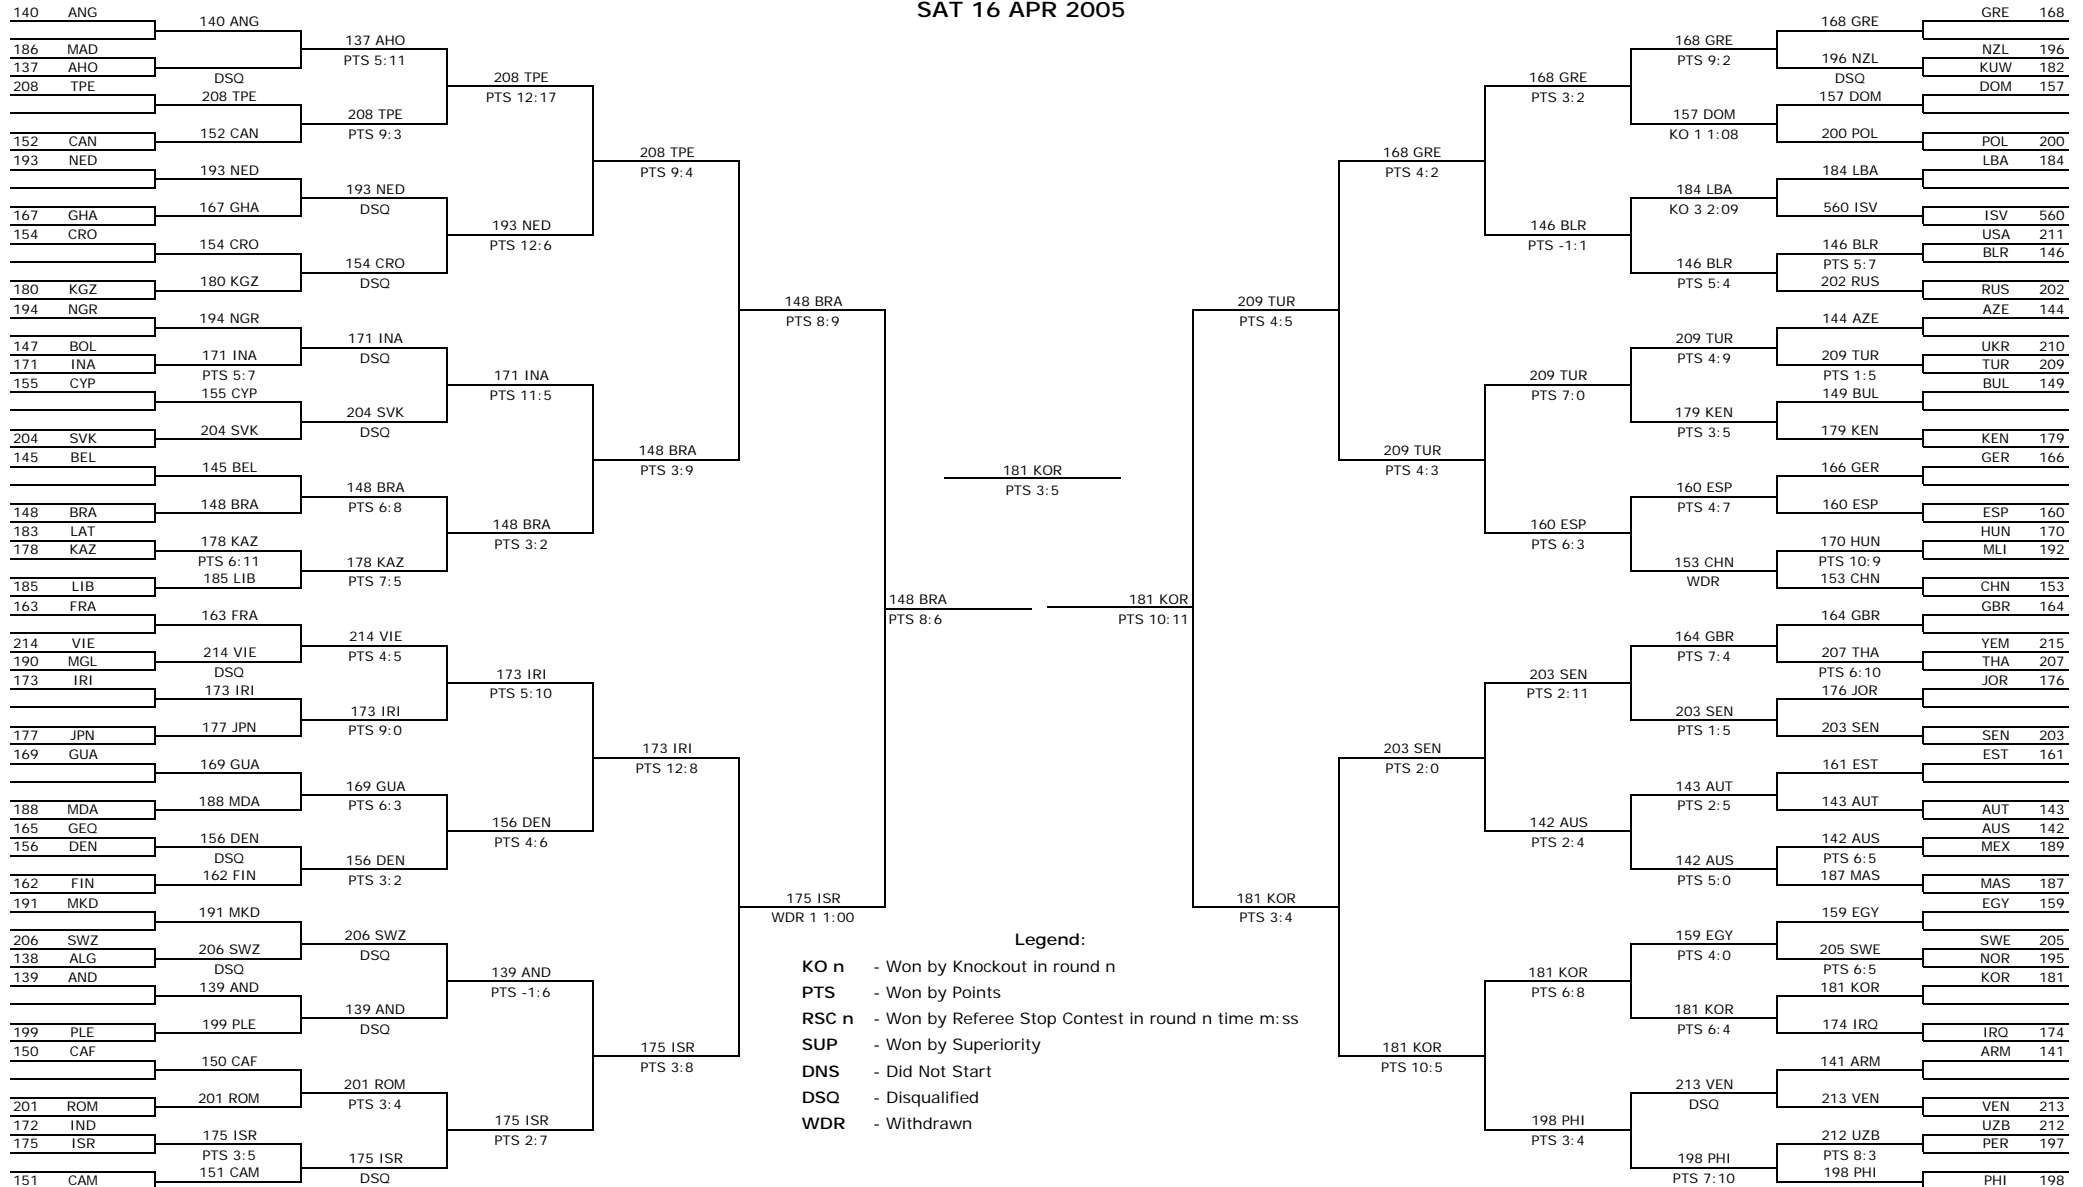 SAT 16 APR 2005
140 ANG
186 MAD
137 AHO
208 TPE
152 CAN
193 NED
167 GHA
154 CRO
180 KGZ
194 NGR
147 BOL
171 INA
155 CYP
204 SVK
145 BEL
148 BRA
183 LAT
178 KAZ
185 LIB
163 FRA
214 VIE
190 MGL
173 IRI
177 JPN
169 GUA
188 MDA
165 GEQ
156 DEN
162 FIN
191 MKD
206 SWZ
138 ALG
139 AND
199 PLE
150 CAF
201 ROM
172 IND
175 ISR
151 CAM
140 ANG
DSQ
208 TPE
152 CAN
193 NED
167 GHA
154 CRO
180 KGZ
194 NGR
171 INA
PTS 5:7
155 CYP
204 SVK
145 BEL
148 BRA
178 KAZ
PTS 6:11
185 LIB
163 FRA
214 VIE
DSQ
173 IRI
177 JPN
169 GUA
188 MDA
156 DEN
DSQ
162 FIN
191 MKD
206 SWZ
DSQ
139 AND
199 PLE
150 CAF
201 ROM
175 ISR
PTS 3:5
151 CAM
137 AHO
PTS 5:11
208 TPE
PTS 9:3
193 NED
DSQ
154 CRO
DSQ
171 INA
DSQ
204 SVK
DSQ
148 BRA
PTS 6:8
178 KAZ
PTS 7:5
214 VIE
PTS 4:5
173 IRI
PTS 9:0
169 GUA
PTS 6:3
156 DEN
PTS 3:2
206 SWZ
DSQ
139 AND
DSQ
201 ROM
PTS 3:4
175 ISR
DSQ
208 TPE
PTS 12:17
193 NED
PTS 12:6
171 INA
PTS 11:5
148 BRA
PTS 3:2
173 IRI
PTS 5:10
156 DEN
PTS 4:6
139 AND
PTS -1:6
175 ISR
PTS 2:7
208 TPE
PTS 9:4
148 BRA
PTS 3:9
173 IRI
PTS 12:8
175 ISR
PTS 3:8
148 BRA
PTS 8:9
175 ISR
WDR 1 1:00
148 BRA
PTS 8:6
181 KOR
PTS 3:5
181 KOR
PTS 10:11
209 TUR
PTS 4:5
181 KOR
PTS 3:4
168 GRE
PTS 4:2
209 TUR
PTS 4:3
203 SEN
PTS 2:0
181 KOR
PTS 10:5
168 GRE
PTS 3:2
146 BLR
PTS -1:1
209 TUR
PTS 7:0
160 ESP
PTS 6:3
203 SEN
PTS 2:11
142 AUS
PTS 2:4
181 KOR
PTS 6:8
198 PHI
PTS 3:4
168 GRE
PTS 9:2
157 DOM
KO 1 1:08
184 LBA
KO 3 2:09
146 BLR
PTS 5:4
209 TUR
PTS 4:9
179 KEN
PTS 3:5
160 ESP
PTS 4:7
153 CHN
WDR
164 GBR
PTS 7:4
203 SEN
PTS 1:5
143 AUT
PTS 2:5
142 AUS
PTS 5:0
159 EGY
PTS 4:0
181 KOR
PTS 6:4
213 VEN
DSQ
198 PHI
PTS 7:10
168 GRE
196 NZL
DSQ
157 DOM
200 POL
184 LBA
560 ISV
146 BLR
PTS 5:7
202 RUS
144 AZE
209 TUR
PTS 1:5
149 BUL
179 KEN
166 GER
160 ESP
170 HUN
PTS 10:9
153 CHN
164 GBR
207 THA
PTS 6:10
176 JOR
203 SEN
161 EST
143 AUT
142 AUS
PTS 6:5
187 MAS
159 EGY
205 SWE
PTS 6:5
181 KOR
174 IRQ
141 ARM
213 VEN
212 UZB
PTS 8:3
198 PHI
GRE 168
NZL 196
KUW 182
DOM 157
POL 200
LBA 184
ISV 560
USA 211
BLR 146
RUS 202
AZE 144
UKR 210
TUR 209
BUL 149
KEN 179
GER 166
ESP 160
HUN 170
MLI 192
CHN 153
GBR 164
YEM 215
THA 207
JOR 176
SEN 203
EST 161
AUT 143
AUS 142
MEX 189
MAS 187
EGY 159
SWE 205
NOR 195
KOR 181
IRQ 174
ARM 141
VEN 213
UZB 212
PER 197
PHI 198
Legend:
KO n - Won by Knockout in round n
PTS - Won by Points
RSC n - Won by Referee Stop Contest in round n time m:ss
SUP - Won by Superiority
DNS - Did Not Start
DSQ - Disqualified
WDR - Withdrawn